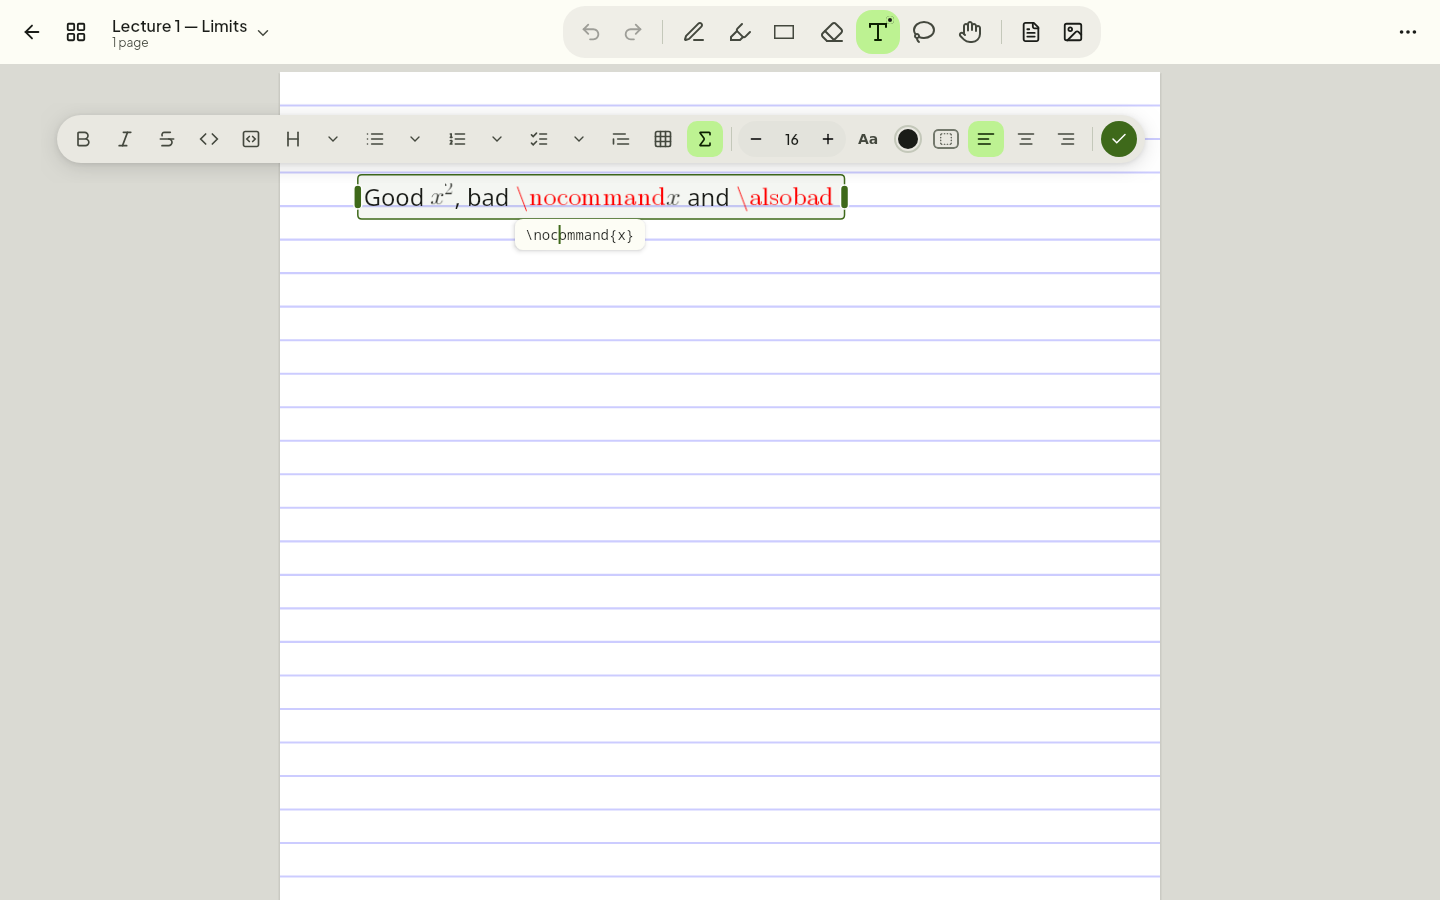 Lecture 1 — Limits
1 page
16 Aa
Good x², bad \nocommandx and \alsobad
\nocommand{x}